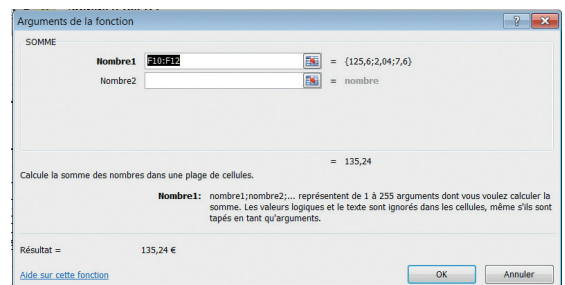 Arguments de la fonction
SOMME
Nombre1 F10:F12 = {125,6;2,04;7,6}
Nombre2 = nombre
= 135,24
Calcule la somme des nombres dans une plage de cellules.
Nombre1: nombre1;nombre2;... représentent de 1 à 255 arguments dont vous voulez calculer la
somme. Les valeurs logiques et le texte sont ignorés dans les cellules, même s'ils sont
tapés en tant qu'arguments.
Résultat = 135,24 €
Aide sur cette fonction OK Annuler